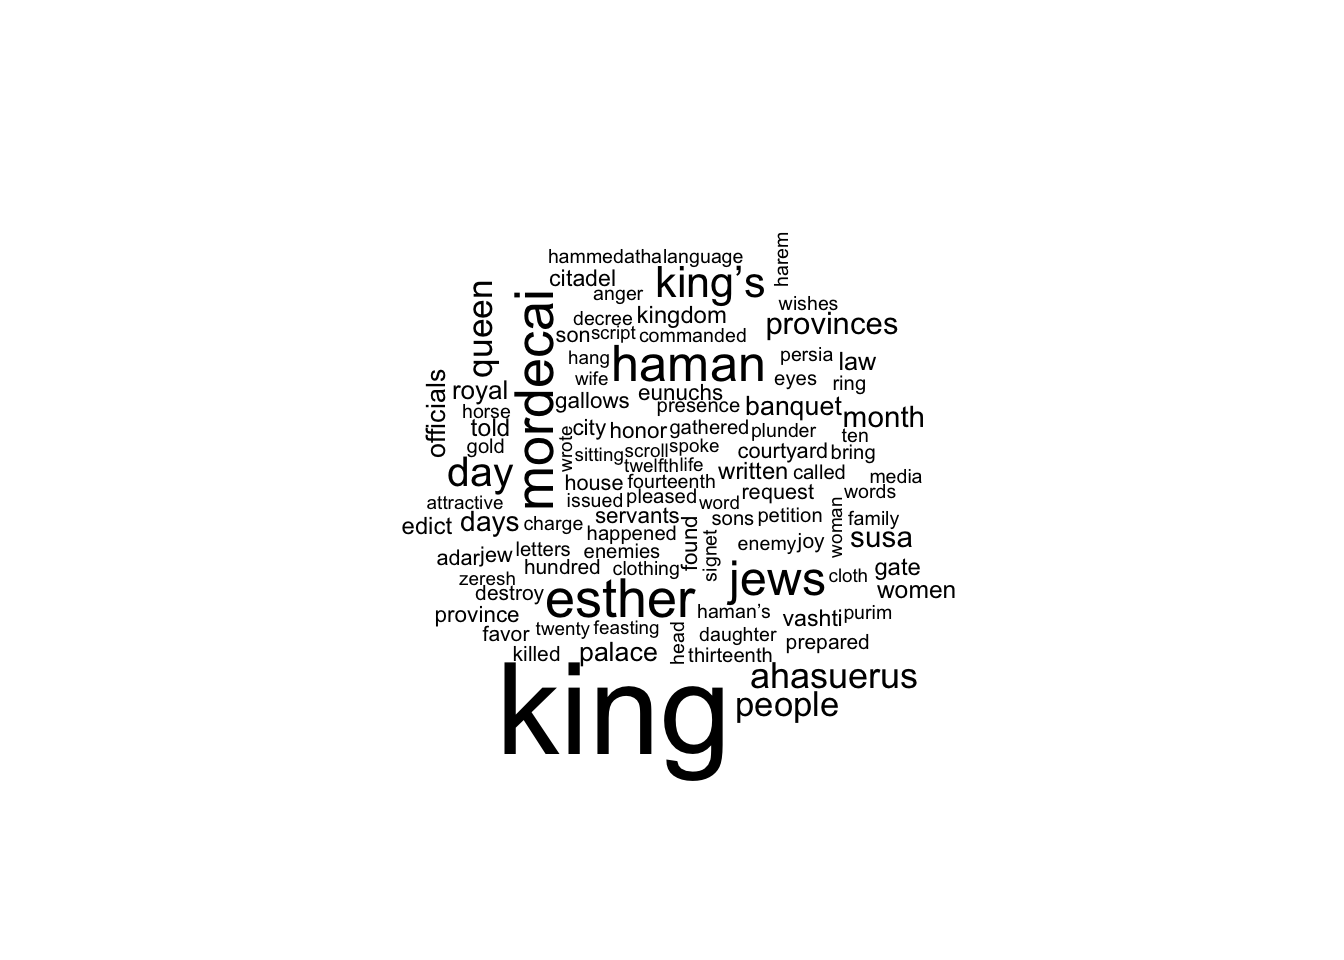 hammedatha language harem
citadel king’s
anger wishes
queen mordecai decree kingdom provinces
son script commanded
hang haman persia law
wife eyes ring
officials royal gallows eunuchs
presence banquet month
horse told wrote city honor gathered plunder ten
gold sitting scroll spoke courtyard bring
day twelfth life written called media
house fourteenth
attractive issued pleased word request words
edict days charge servants sons petition woman family
happened found signet enemy joy susa
adar jew letters enemies
zeresh hundred clothing jews cloth gate
destroy esther women
province haman’s vashti purim
favor twenty feasting head daughter prepared
killed palace thirteenth
king ahasuerus
people